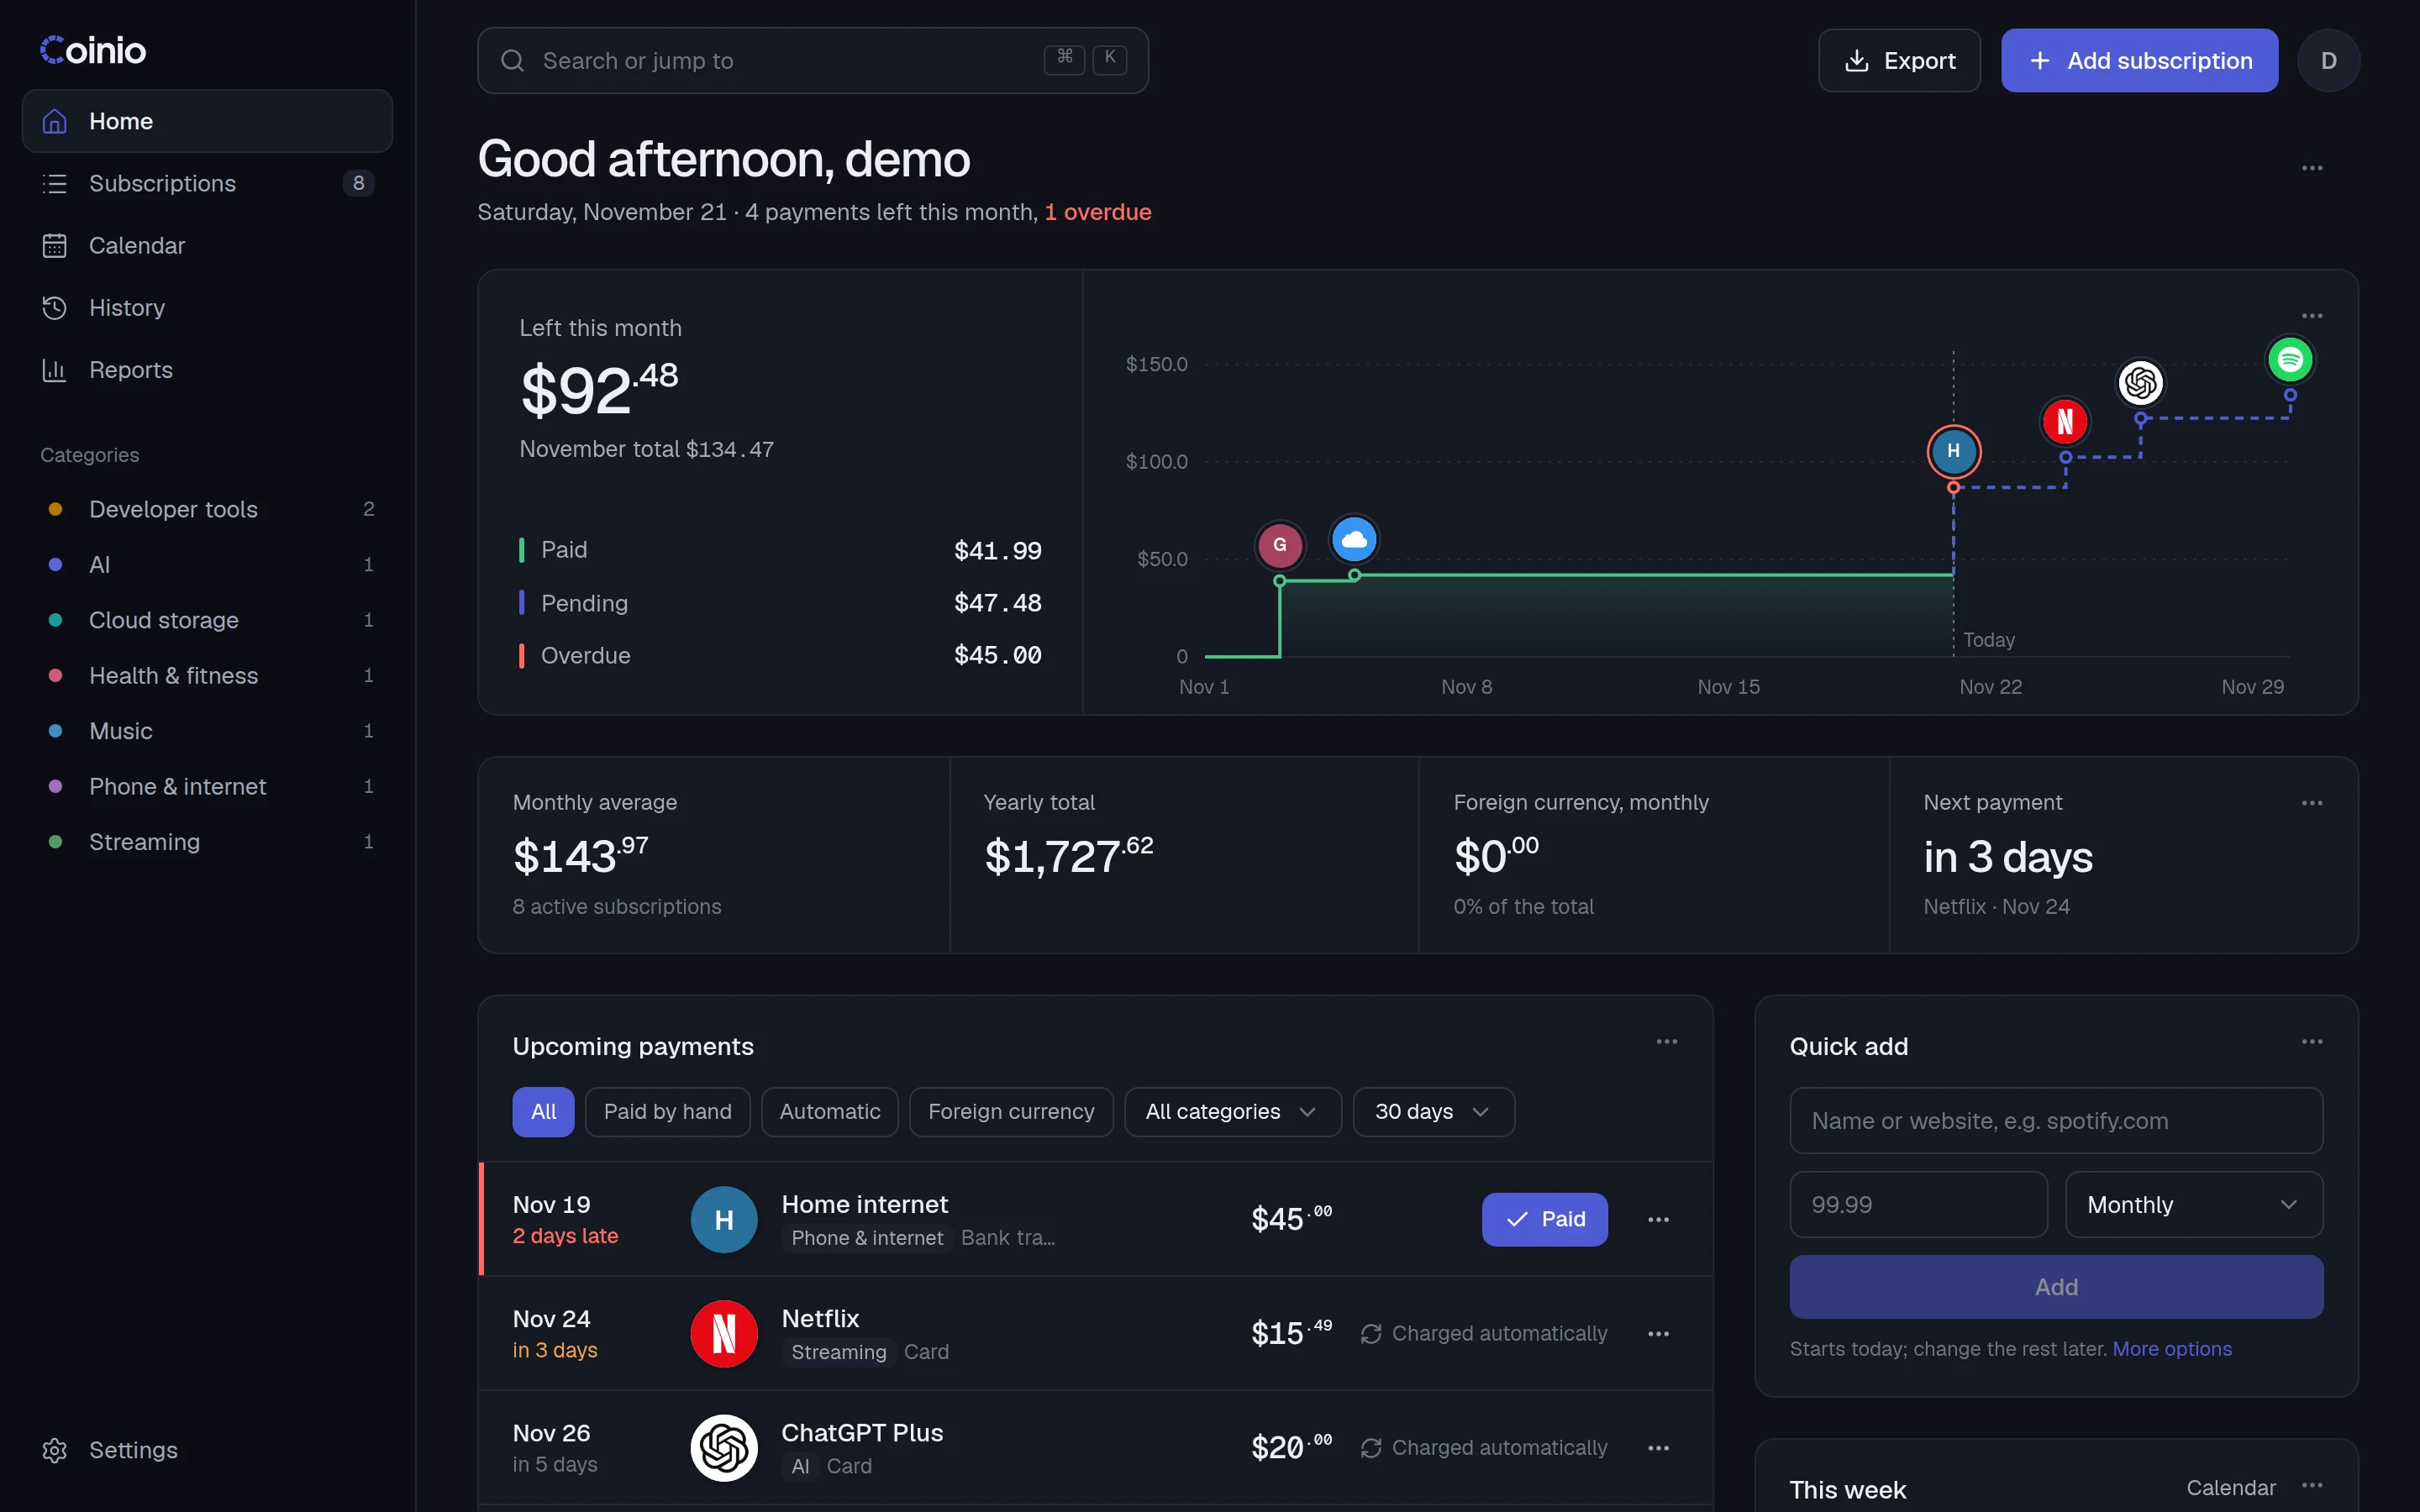 Coinio
Home
Subscriptions 8
Calendar
History
Reports
Categories
Developer tools 2
AI 1
Cloud storage 1
Health & fitness 1
Music 1
Phone & internet 1
Streaming 1
Settings
Search or jump to ⌘ K
Export
Add subscription
D
Good afternoon, demo
Saturday, November 21 · 4 payments left this month, 1 overdue
Left this month
$92.48
November total $134.47
Paid $41.99
Pending $47.48
Overdue $45.00
$150.0
$100.0
$50.0
0
G
H
N
Today
Nov 1 Nov 8 Nov 15 Nov 22 Nov 29
Monthly average
$143.97
8 active subscriptions
Yearly total
$1,727.62
Foreign currency, monthly
$0.00
0% of the total
Next payment
in 3 days
Netflix · Nov 24
Upcoming payments
All Paid by hand Automatic Foreign currency All categories 30 days
Nov 19
2 days late
H
Home internet
Phone & internet Bank tra...
$45.00
Paid
Nov 24
in 3 days
N
Netflix
Streaming Card
$15.49
Charged automatically
Nov 26
in 5 days
ChatGPT Plus
AI Card
$20.00
Charged automatically
Quick add
Name or website, e.g. spotify.com
99.99
Monthly
Add
Starts today; change the rest later. More options
This week Calendar